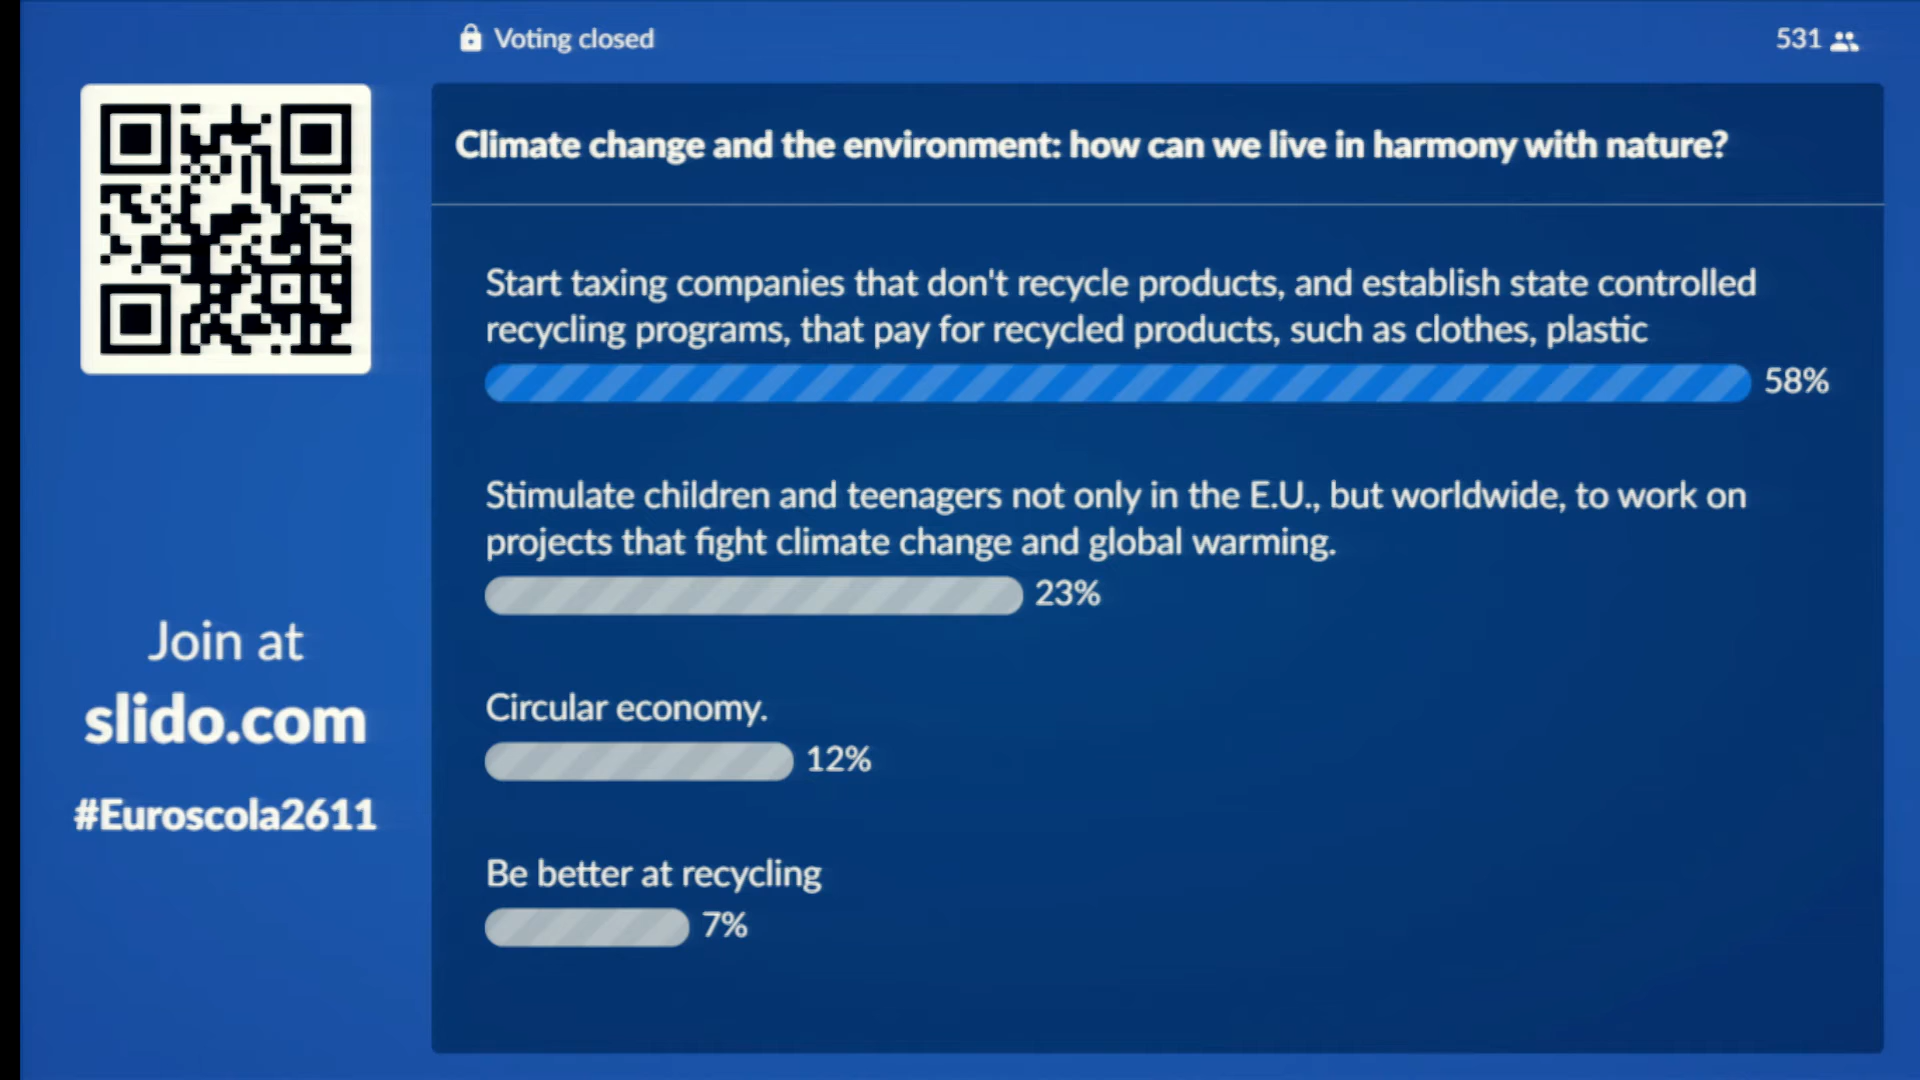 Voting closed
531
Climate change and the environment: how can we live in harmony with nature?
Start taxing companies that don't recycle products, and establish state controlled
recycling programs, that pay for recycled products, such as clothes, plastic
58%
Stimulate children and teenagers not only in the E.U., but worldwide, to work on
projects that fight climate change and global warming.
23%
Circular economy.
12%
Be better at recycling
7%
Join at
slido.com
#Euroscola2611